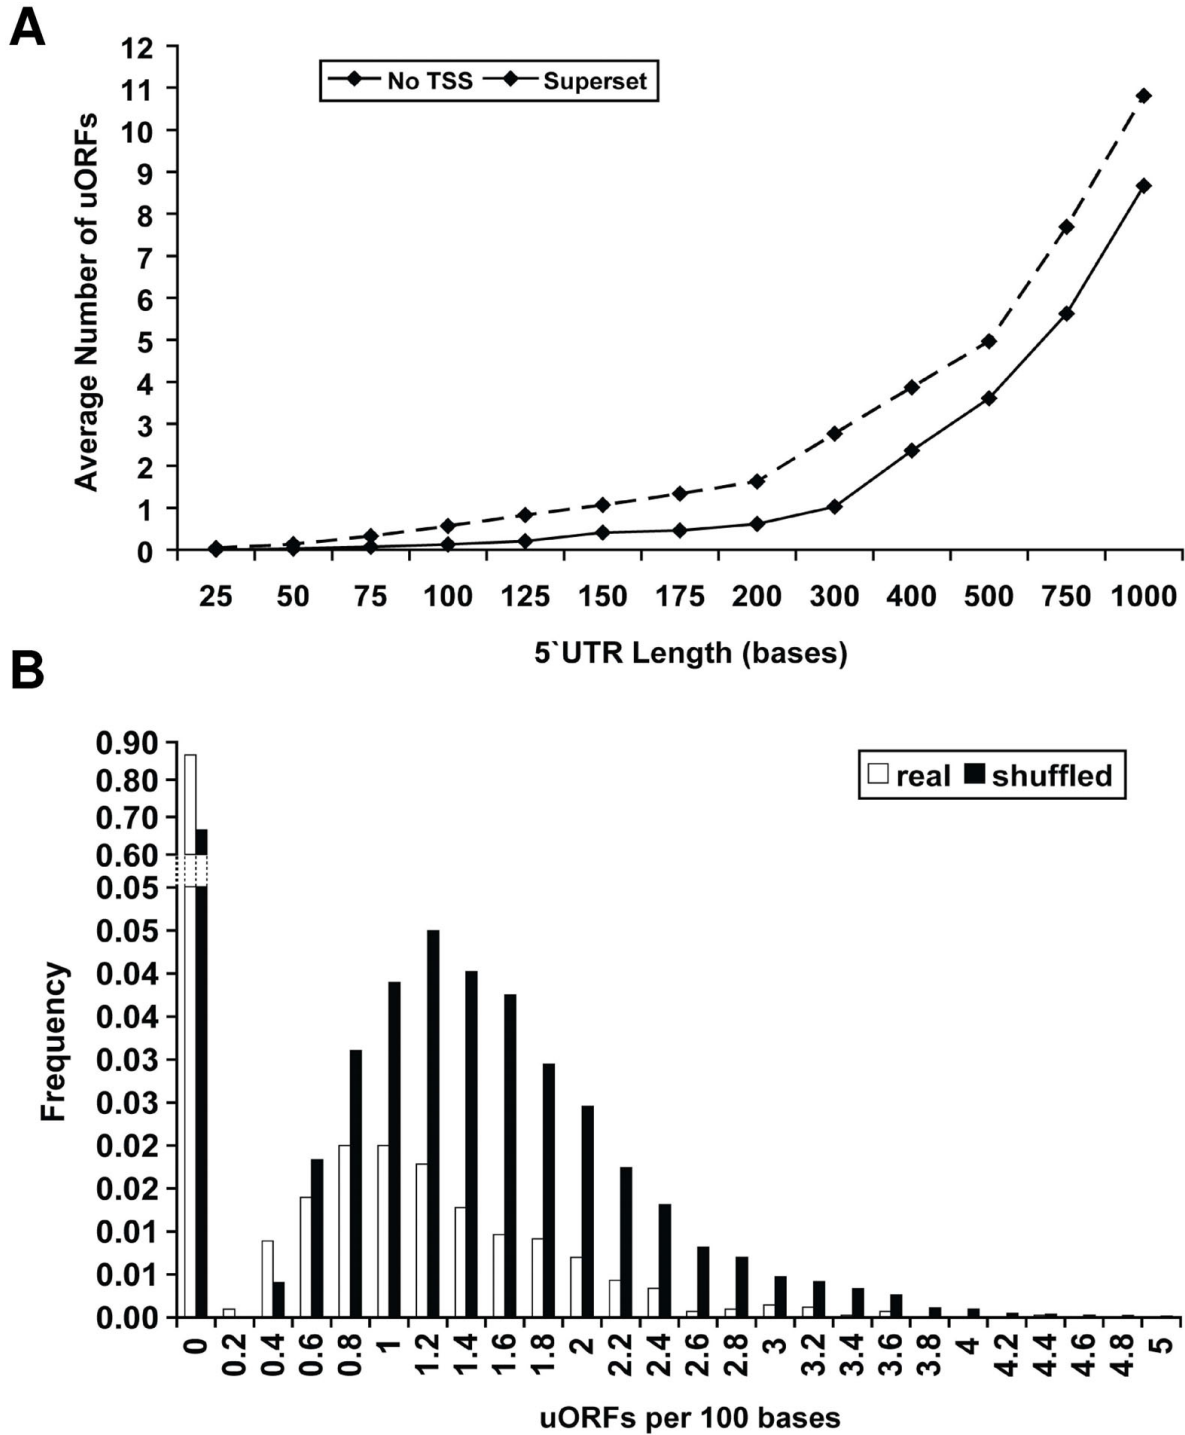 A
12
11
10
9
8
7
6
5
4
3
2
1
0
Average Number of uORFs
No TSS Superset
25 50 75 100 125 150 175 200 300 400 500 750 1000
5`UTR Length (bases)
B
0.90
0.80
0.70
0.60
0.05
0.05
0.04
0.04
0.03
0.03
0.02
0.02
0.01
0.01
0.00
Frequency
real shuffled
0 0.2 0.4 0.6 0.8 1 1.2 1.4 1.6 1.8 2 2.2 2.4 2.6 2.8 3 3.2 3.4 3.6 3.8 4 4.2 4.4 4.6 4.8 5
uORFs per 100 bases